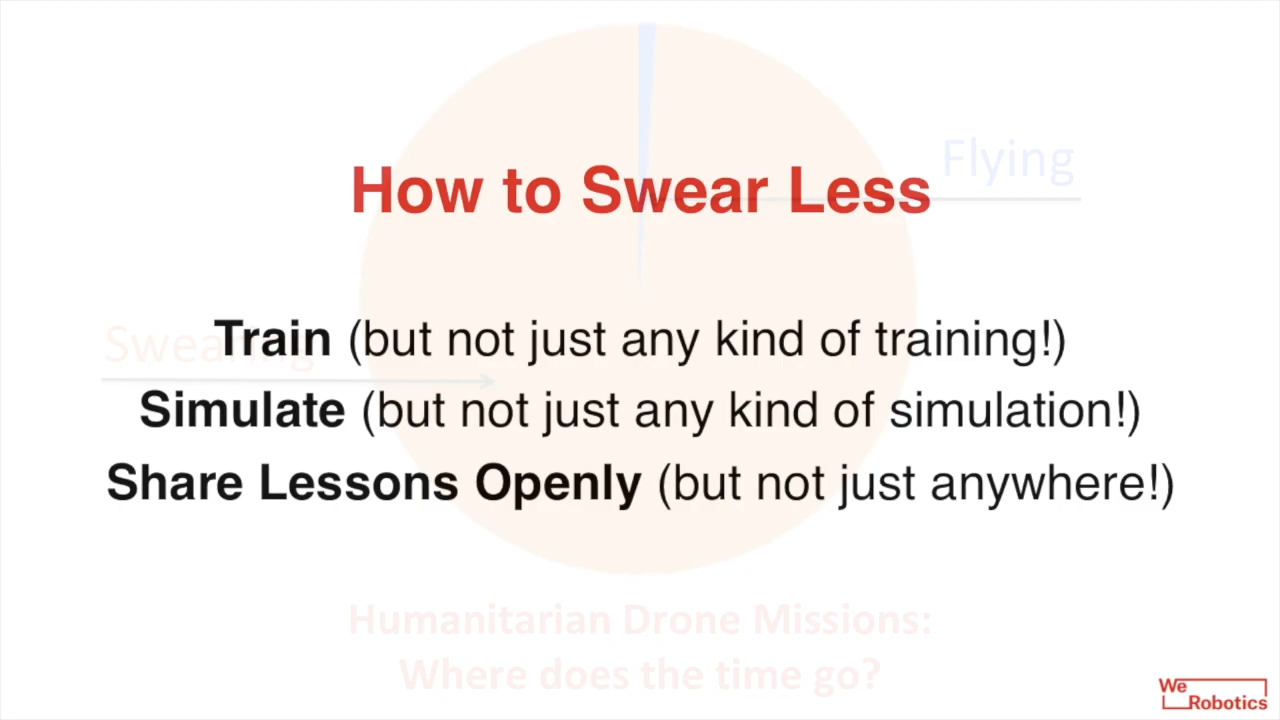 Flying
How to Swear Less
Swearing
Train (but not just any kind of training!)
Simulate (but not just any kind of simulation!)
Share Lessons Openly (but not just anywhere!)
Humanitarian Drone Missions:
Where does the time go?
We
Robotics